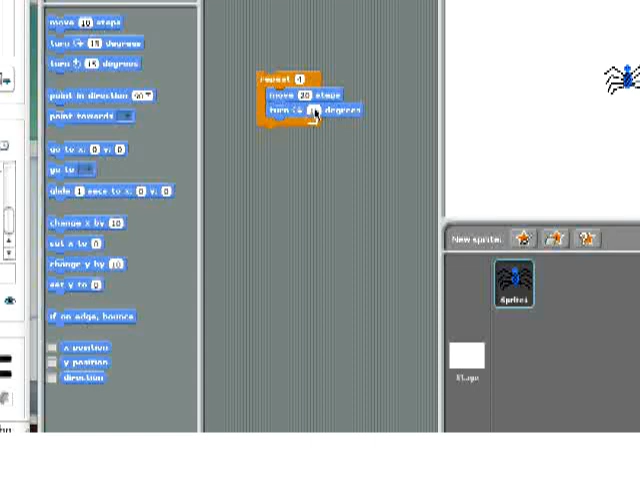 move 10 steps
turn 15 degrees
turn 15 degrees
point in direction 90
point towards
go to x: 0 y: 0
go to
glide 1 secs to x: 0 y: 0
change x by 10
set x to 0
change y by 10
set y to 0
if on edge, bounce
x position
y position
direction
repeat 4
move 20 steps
turn degrees
New sprite:
Sprite1
Stage